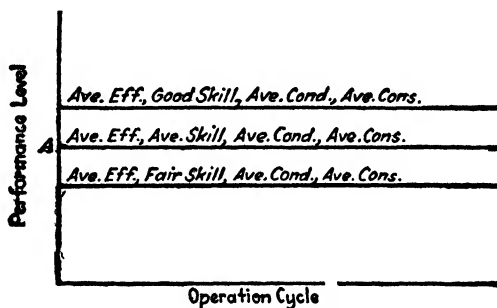 Performance Level
Ave. Eff., Good Skill, Ave. Cond., Ave. Cons.
A
Ave. Eff., Ave. Skill, Ave. Cond., Ave. Cons.
Ave. Eff., Fair Skill, Ave. Cond., Ave. Cons.
Operation Cycle